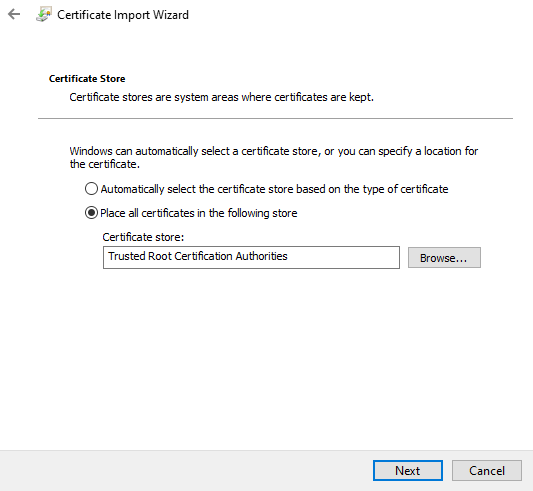 Certificate Import Wizard
Certificate Store
Certificate stores are system areas where certificates are kept.
Windows can automatically select a certificate store, or you can specify a location for
the certificate.
Automatically select the certificate store based on the type of certificate
Place all certificates in the following store
Certificate store:
Trusted Root Certification Authorities
Browse...
Next
Cancel